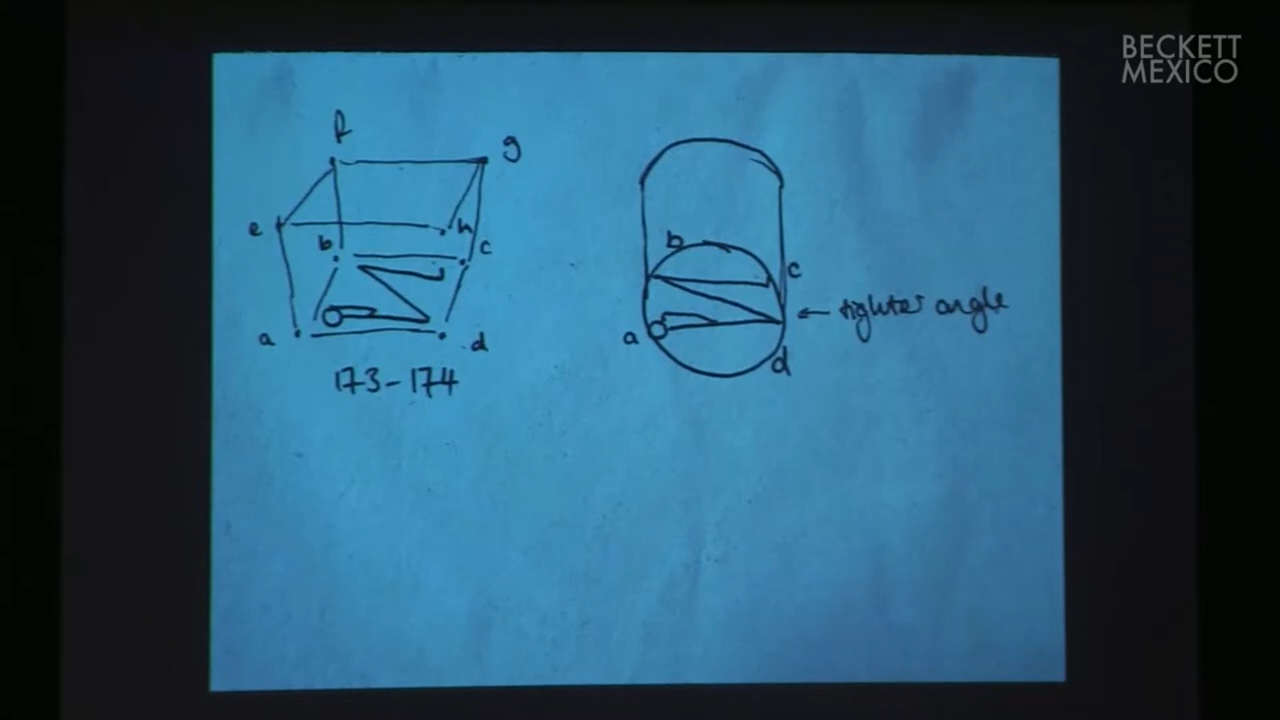 BECKETT
MEXICO
f
g
e
h
b
c
a
d
173-174
b
c
a
d
← tighter angle